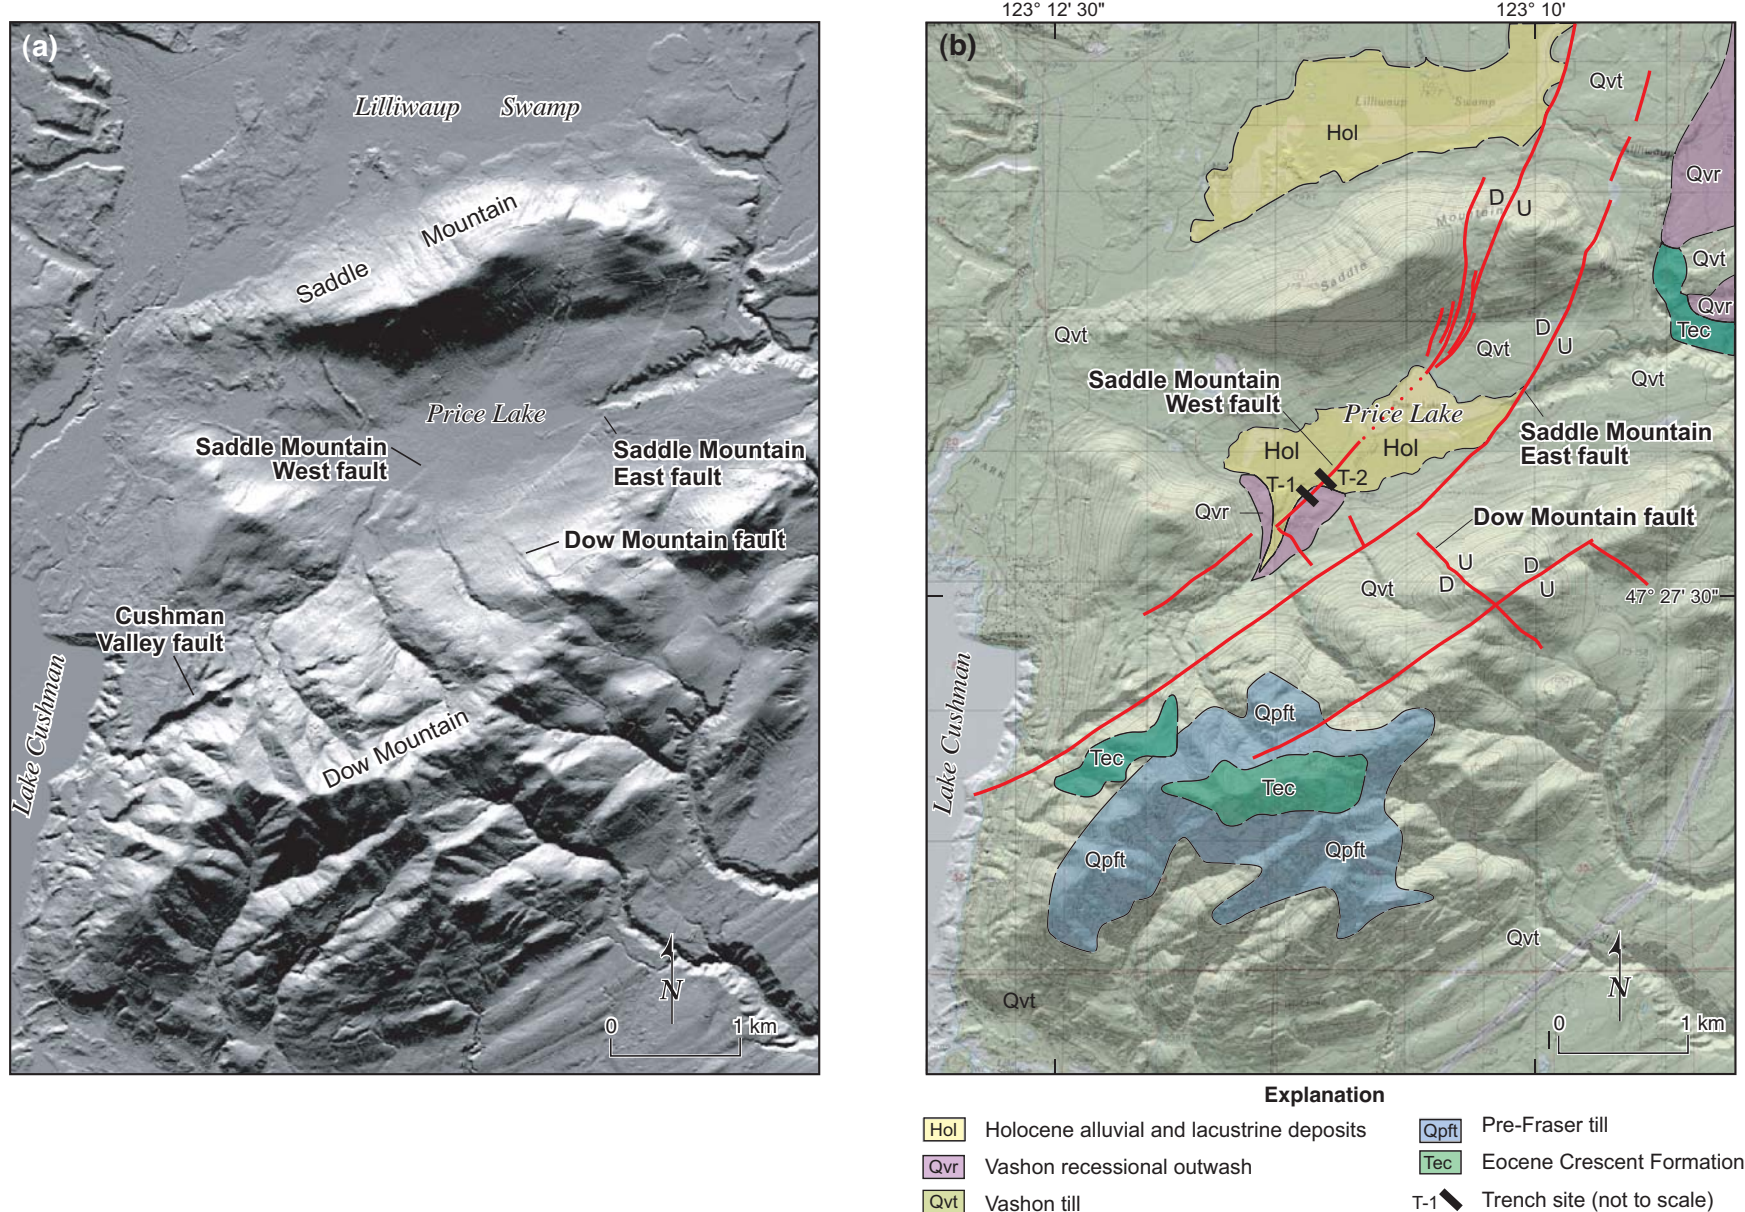 (a)
Lilliwaup Swamp
Saddle Mountain
Price Lake
Saddle Mountain
West fault
Saddle Mountain
East fault
Dow Mountain fault
Cushman
Valley fault
Lake Cushman
Dow Mountain
N
0 1 km
123° 12' 30" 123° 10'
(b)
Qvt
Lilliwaup Swamp
Hol
Qvr
D
U
Mountain
Saddle
Qvt
Qvr
Qvt
D
U
Qvt
Tec
Qvt
Saddle Mountain
West fault
Price Lake
Saddle Mountain
East fault
Hol
Hol
PARK
T-1
T-2
Qvr
Dow Mountain fault
U
D
D
U
Qvt
47° 27' 30"
Lake Cushman
Qpft
Tec
Tec
Qpft
Qpft
Qvt
Qvt
N
0 1 km
Explanation
Hol Holocene alluvial and lacustrine deposits
Qvr Vashon recessional outwash
Qvt Vashon till
Qpft Pre-Fraser till
Tec Eocene Crescent Formation
T-1 Trench site (not to scale)